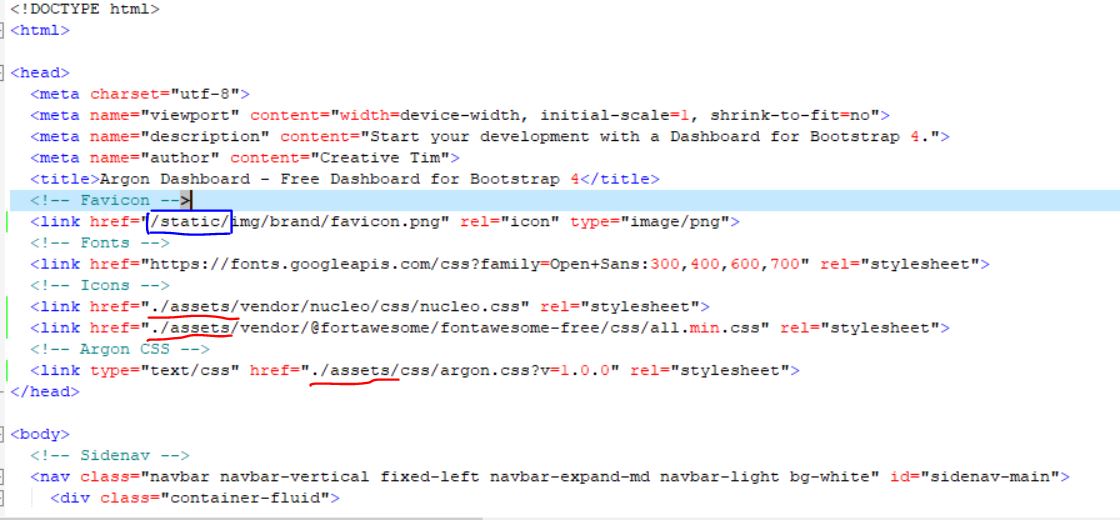 <!DOCTYPE html>
<html>
<head>
<meta charset="utf-8">
<meta name="viewport" content="width=device-width, initial-scale=1, shrink-to-fit=no">
<meta name="description" content="Start your development with a Dashboard for Bootstrap 4.">
<meta name="author" content="Creative Tim">
<title>Argon Dashboard - Free Dashboard for Bootstrap 4</title>
<!-- Favicon -->
<link href="/static/img/brand/favicon.png" rel="icon" type="image/png">
<!-- Fonts -->
<link href="https://fonts.googleapis.com/css?family=Open+Sans:300,400,600,700" rel="stylesheet">
<!-- Icons -->
<link href="./assets/vendor/nucleo/css/nucleo.css" rel="stylesheet">
<link href="./assets/vendor/@fortawesome/fontawesome-free/css/all.min.css" rel="stylesheet">
<!-- Argon CSS -->
<link type="text/css" href="./assets/css/argon.css?v=1.0.0" rel="stylesheet">
</head>
<body>
<!-- Sidenav -->
<nav class="navbar navbar-vertical fixed-left navbar-expand-md navbar-light bg-white" id="sidenav-main">
<div class="container-fluid">